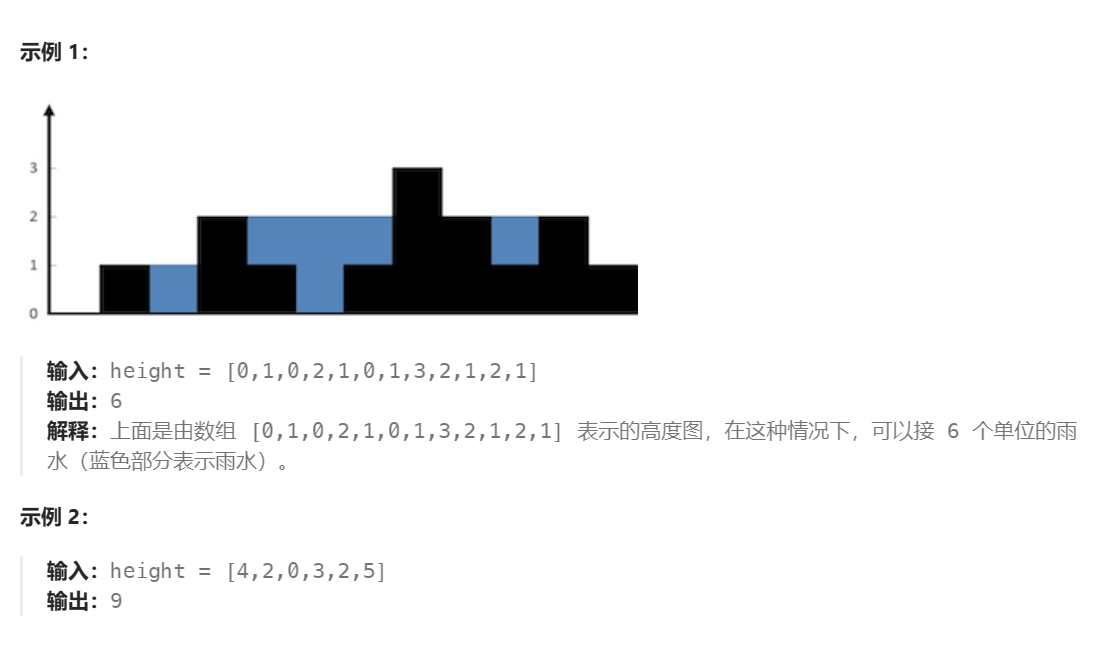 示例 1:
3
2
1
0
输入: height = [0,1,0,2,1,0,1,3,2,1,2,1]
输出: 6
解释: 上面是由数组 [0,1,0,2,1,0,1,3,2,1,2,1] 表示的高度图，在这种情况下，可以接 6 个单位的雨
水（蓝色部分表示雨水）。
示例 2:
输入: height = [4,2,0,3,2,5]
输出: 9